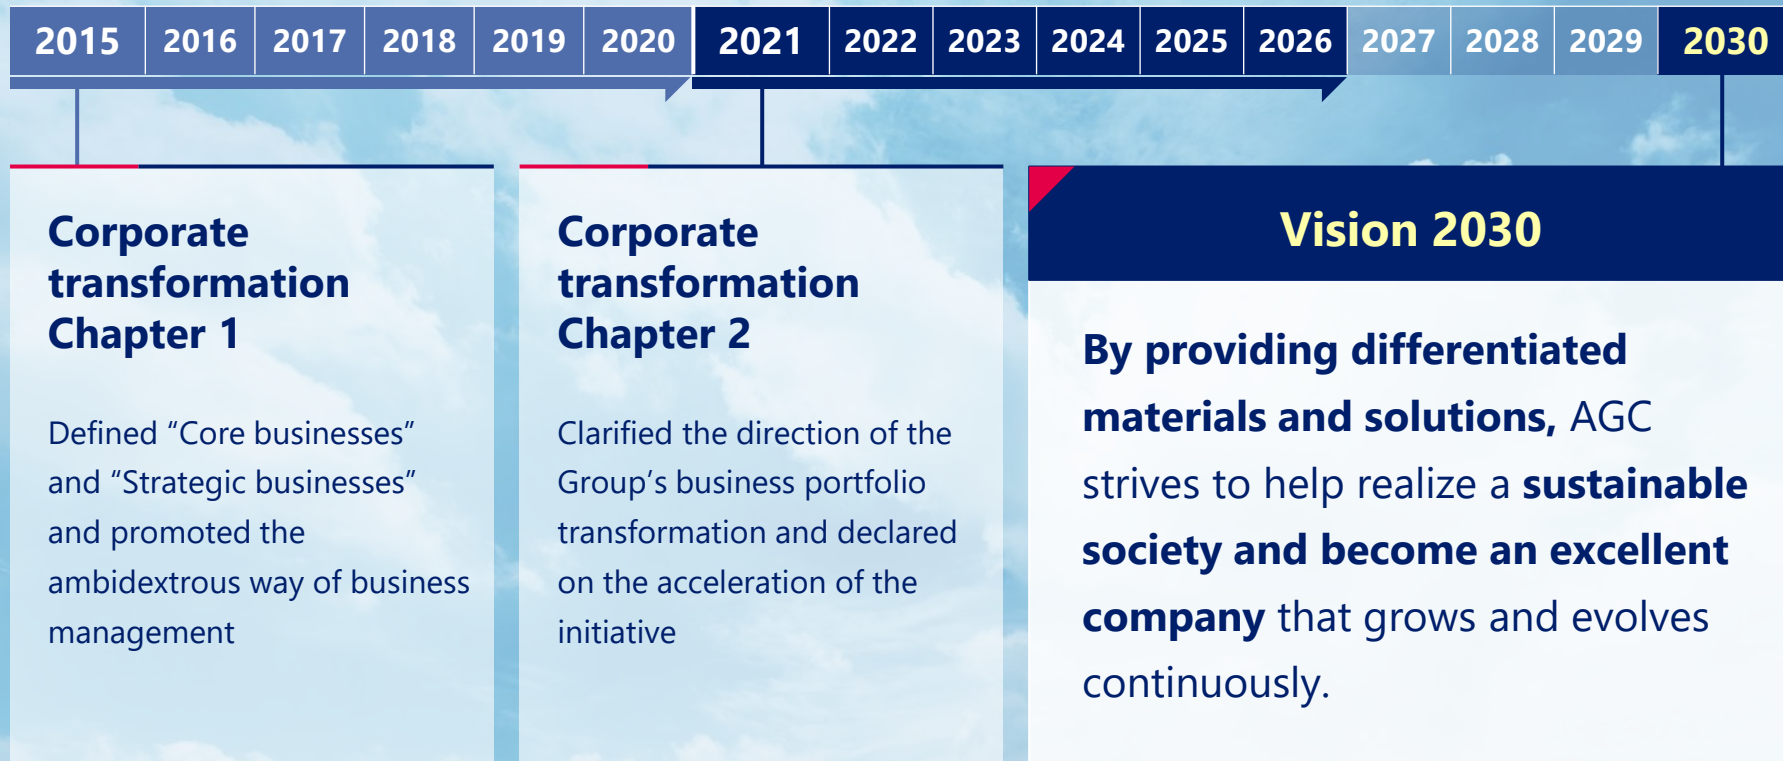 2015 2016 2017 2018 2019 2020 2021 2022 2023 2024 2025 2026 2027 2028 2029 2030
Corporate
transformation
Chapter 1
Defined “Core businesses”
and “Strategic businesses”
and promoted the
ambidextrous way of business
management
Corporate
transformation
Chapter 2
Clarified the direction of the
Group’s business portfolio
transformation and declared
on the acceleration of the
initiative
Vision 2030
By providing differentiated
materials and solutions, AGC
strives to help realize a sustainable
society and become an excellent
company that grows and evolves
continuously.